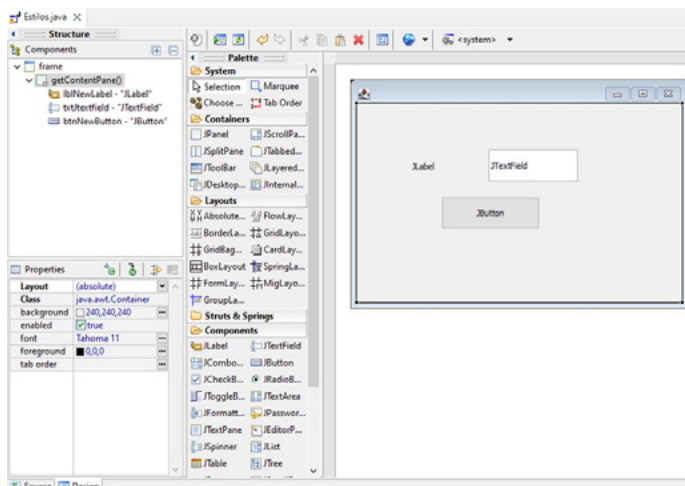 Estilos.java
Structure
Components
frame
getContentPane()
lblNewLabel - "JLabel"
txtJtextfield - "JTextField"
btnNewButton - "JButton"
Properties
Layout (absolute)
Class java.awt.Container
background 240,240,240
enabled true
font Tahoma 11
foreground 0,0,0
tab order
<system>
Palette
System
Selection Marquee
Choose ... Tab Order
Containers
JPanel JScrollPa...
JSplitPane JTabbed...
JToolBar JLayered...
JDesktop... JInternal...
Layouts
Absolute... FlowLay...
BorderLa... GridLayo...
GridBag... CardLay...
BoxLayout SpringLa...
FormLay... MigLayo...
GroupLa...
Struts & Springs
Components
JLabel JTextField
JCombo... JButton
JCheckB... JRadioB...
JToggleB... JTextArea
JFormatt... JPasswor...
JTextPane JEditorP...
JSpinner JList
JTable JTree
JLabel JTextField
JButton
Source Design